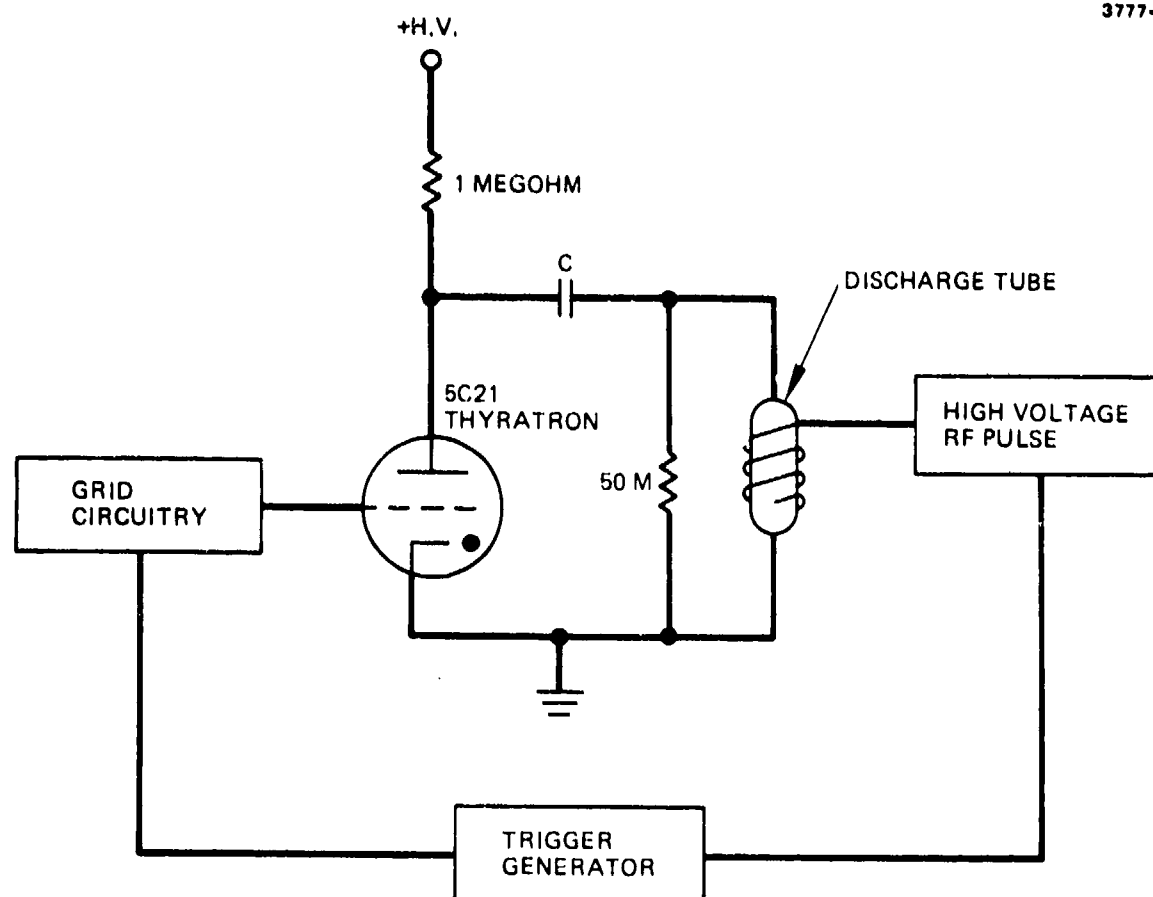 3777-
+H.V.
1 MEGOHM
C
DISCHARGE TUBE
5C21
THYRATRON
HIGH VOLTAGE
RF PULSE
50 M
GRID
CIRCUITRY
TRIGGER
GENERATOR